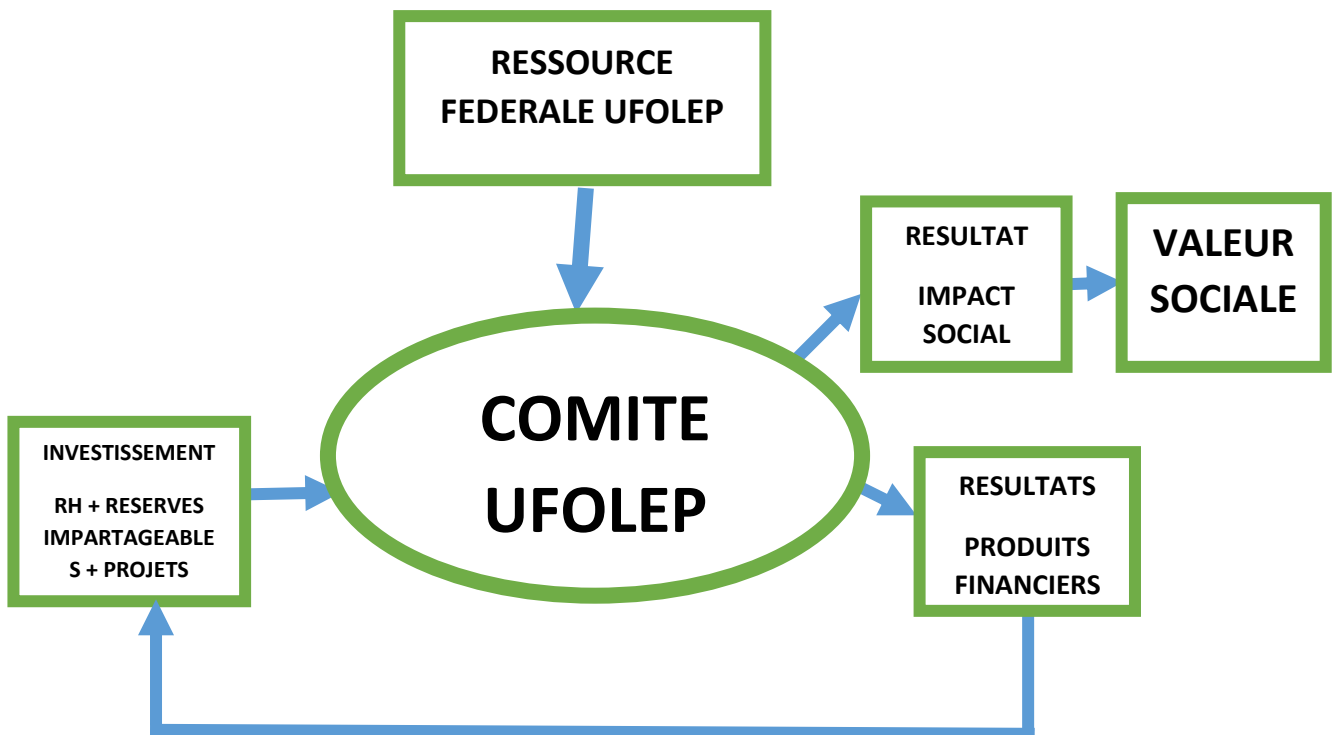 RESSOURCE
FEDERALE UFOLEP
RESULTAT
IMPACT
SOCIAL
VALEUR
SOCIALE
COMITE
UFOLEP
INVESTISSEMENT
RH + RESERVES
IMPARTAGEABLE
S + PROJETS
RESULTATS
PRODUITS
FINANCIERS